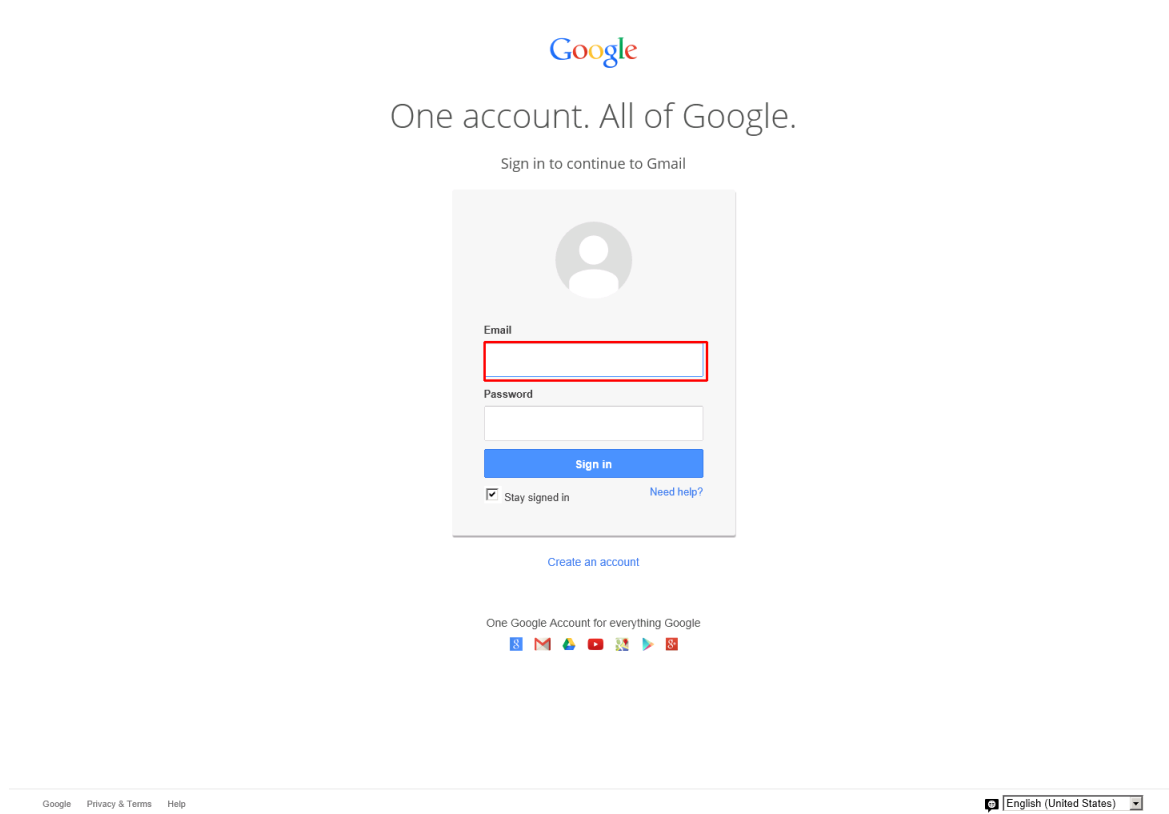 Google
One account. All of Google.
Sign in to continue to Gmail
Email
Password
Sign in
Stay signed in
Need help?
Create an account
One Google Account for everything Google
Google Privacy & Terms Help
English (United States)